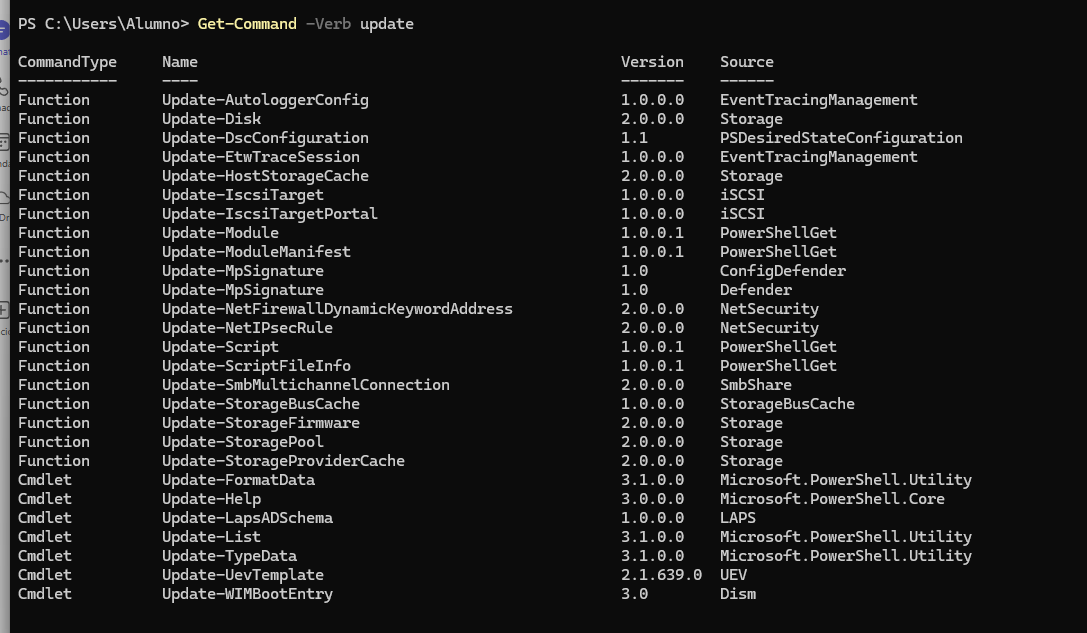 PS C:\Users\Alumno> Get-Command -Verb update
CommandType     Name                                               Version    Source
-----------     ----                                               -------    ------
Function        Update-AutologgerConfig                            1.0.0.0    EventTracingManagement
Function        Update-Disk                                        2.0.0.0    Storage
Function        Update-DscConfiguration                            1.1        PSDesiredStateConfiguration
Function        Update-EtwTraceSession                             1.0.0.0    EventTracingManagement
Function        Update-HostStorageCache                            2.0.0.0    Storage
Function        Update-IscsiTarget                                 1.0.0.0    iSCSI
Function        Update-IscsiTargetPortal                           1.0.0.0    iSCSI
Function        Update-Module                                      1.0.0.1    PowerShellGet
Function        Update-ModuleManifest                              1.0.0.1    PowerShellGet
Function        Update-MpSignature                                 1.0        ConfigDefender
Function        Update-MpSignature                                 1.0        Defender
Function        Update-NetFirewallDynamicKeywordAddress            2.0.0.0    NetSecurity
Function        Update-NetIPsecRule                                2.0.0.0    NetSecurity
Function        Update-Script                                      1.0.0.1    PowerShellGet
Function        Update-ScriptFileInfo                              1.0.0.1    PowerShellGet
Function        Update-SmbMultichannelConnection                   2.0.0.0    SmbShare
Function        Update-StorageBusCache                             1.0.0.0    StorageBusCache
Function        Update-StorageFirmware                             2.0.0.0    Storage
Function        Update-StoragePool                                 2.0.0.0    Storage
Function        Update-StorageProviderCache                        2.0.0.0    Storage
Cmdlet          Update-FormatData                                  3.1.0.0    Microsoft.PowerShell.Utility
Cmdlet          Update-Help                                        3.0.0.0    Microsoft.PowerShell.Core
Cmdlet          Update-LapsADSchema                                1.0.0.0    LAPS
Cmdlet          Update-List                                        3.1.0.0    Microsoft.PowerShell.Utility
Cmdlet          Update-TypeData                                    3.1.0.0    Microsoft.PowerShell.Utility
Cmdlet          Update-UevTemplate                                 2.1.639.0  UEV
Cmdlet          Update-WIMBootEntry                                3.0        Dism